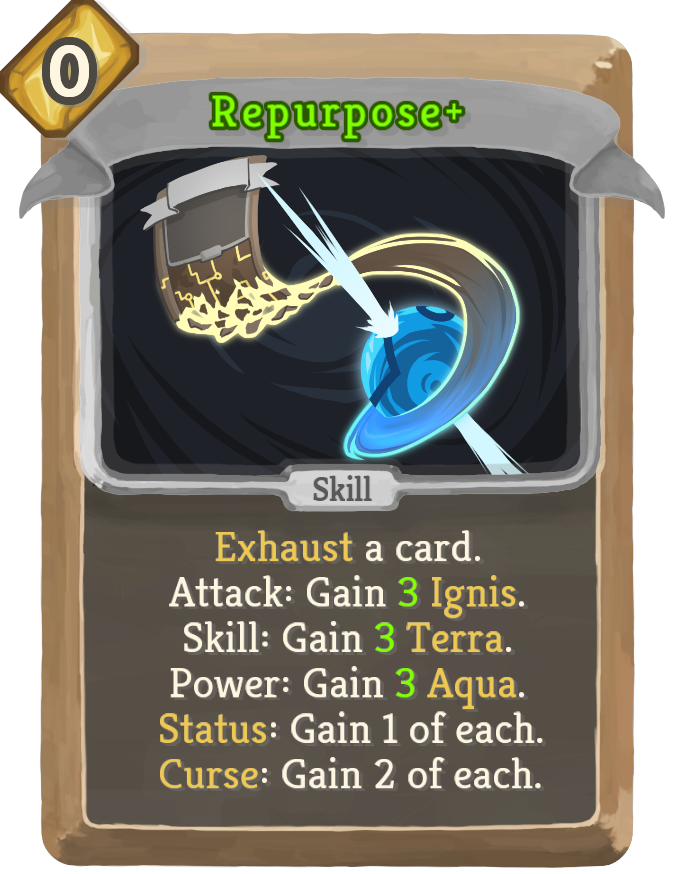 0
Repurpose+
Skill
Exhaust a card.
Attack: Gain 3 Ignis.
Skill: Gain 3 Terra.
Power: Gain 3 Aqua.
Status: Gain 1 of each.
Curse: Gain 2 of each.